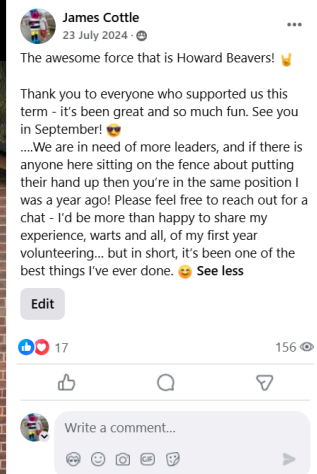 James Cottle
23 July 2024 ·
The awesome force that is Howard Beavers! 🤘
Thank you to everyone who supported us this
term - it's been great and so much fun. See you
in September! 😎
....We are in need of more leaders, and if there is
anyone here sitting on the fence about putting
their hand up then you're in the same position I
was a year ago! Please feel free to reach out for a
chat - I'd be more than happy to share my
experience, warts and all, of my first year
volunteering... but in short, it's been one of the
best things I've ever done. 😊 See less
Edit
17
156
Write a comment...
GIF